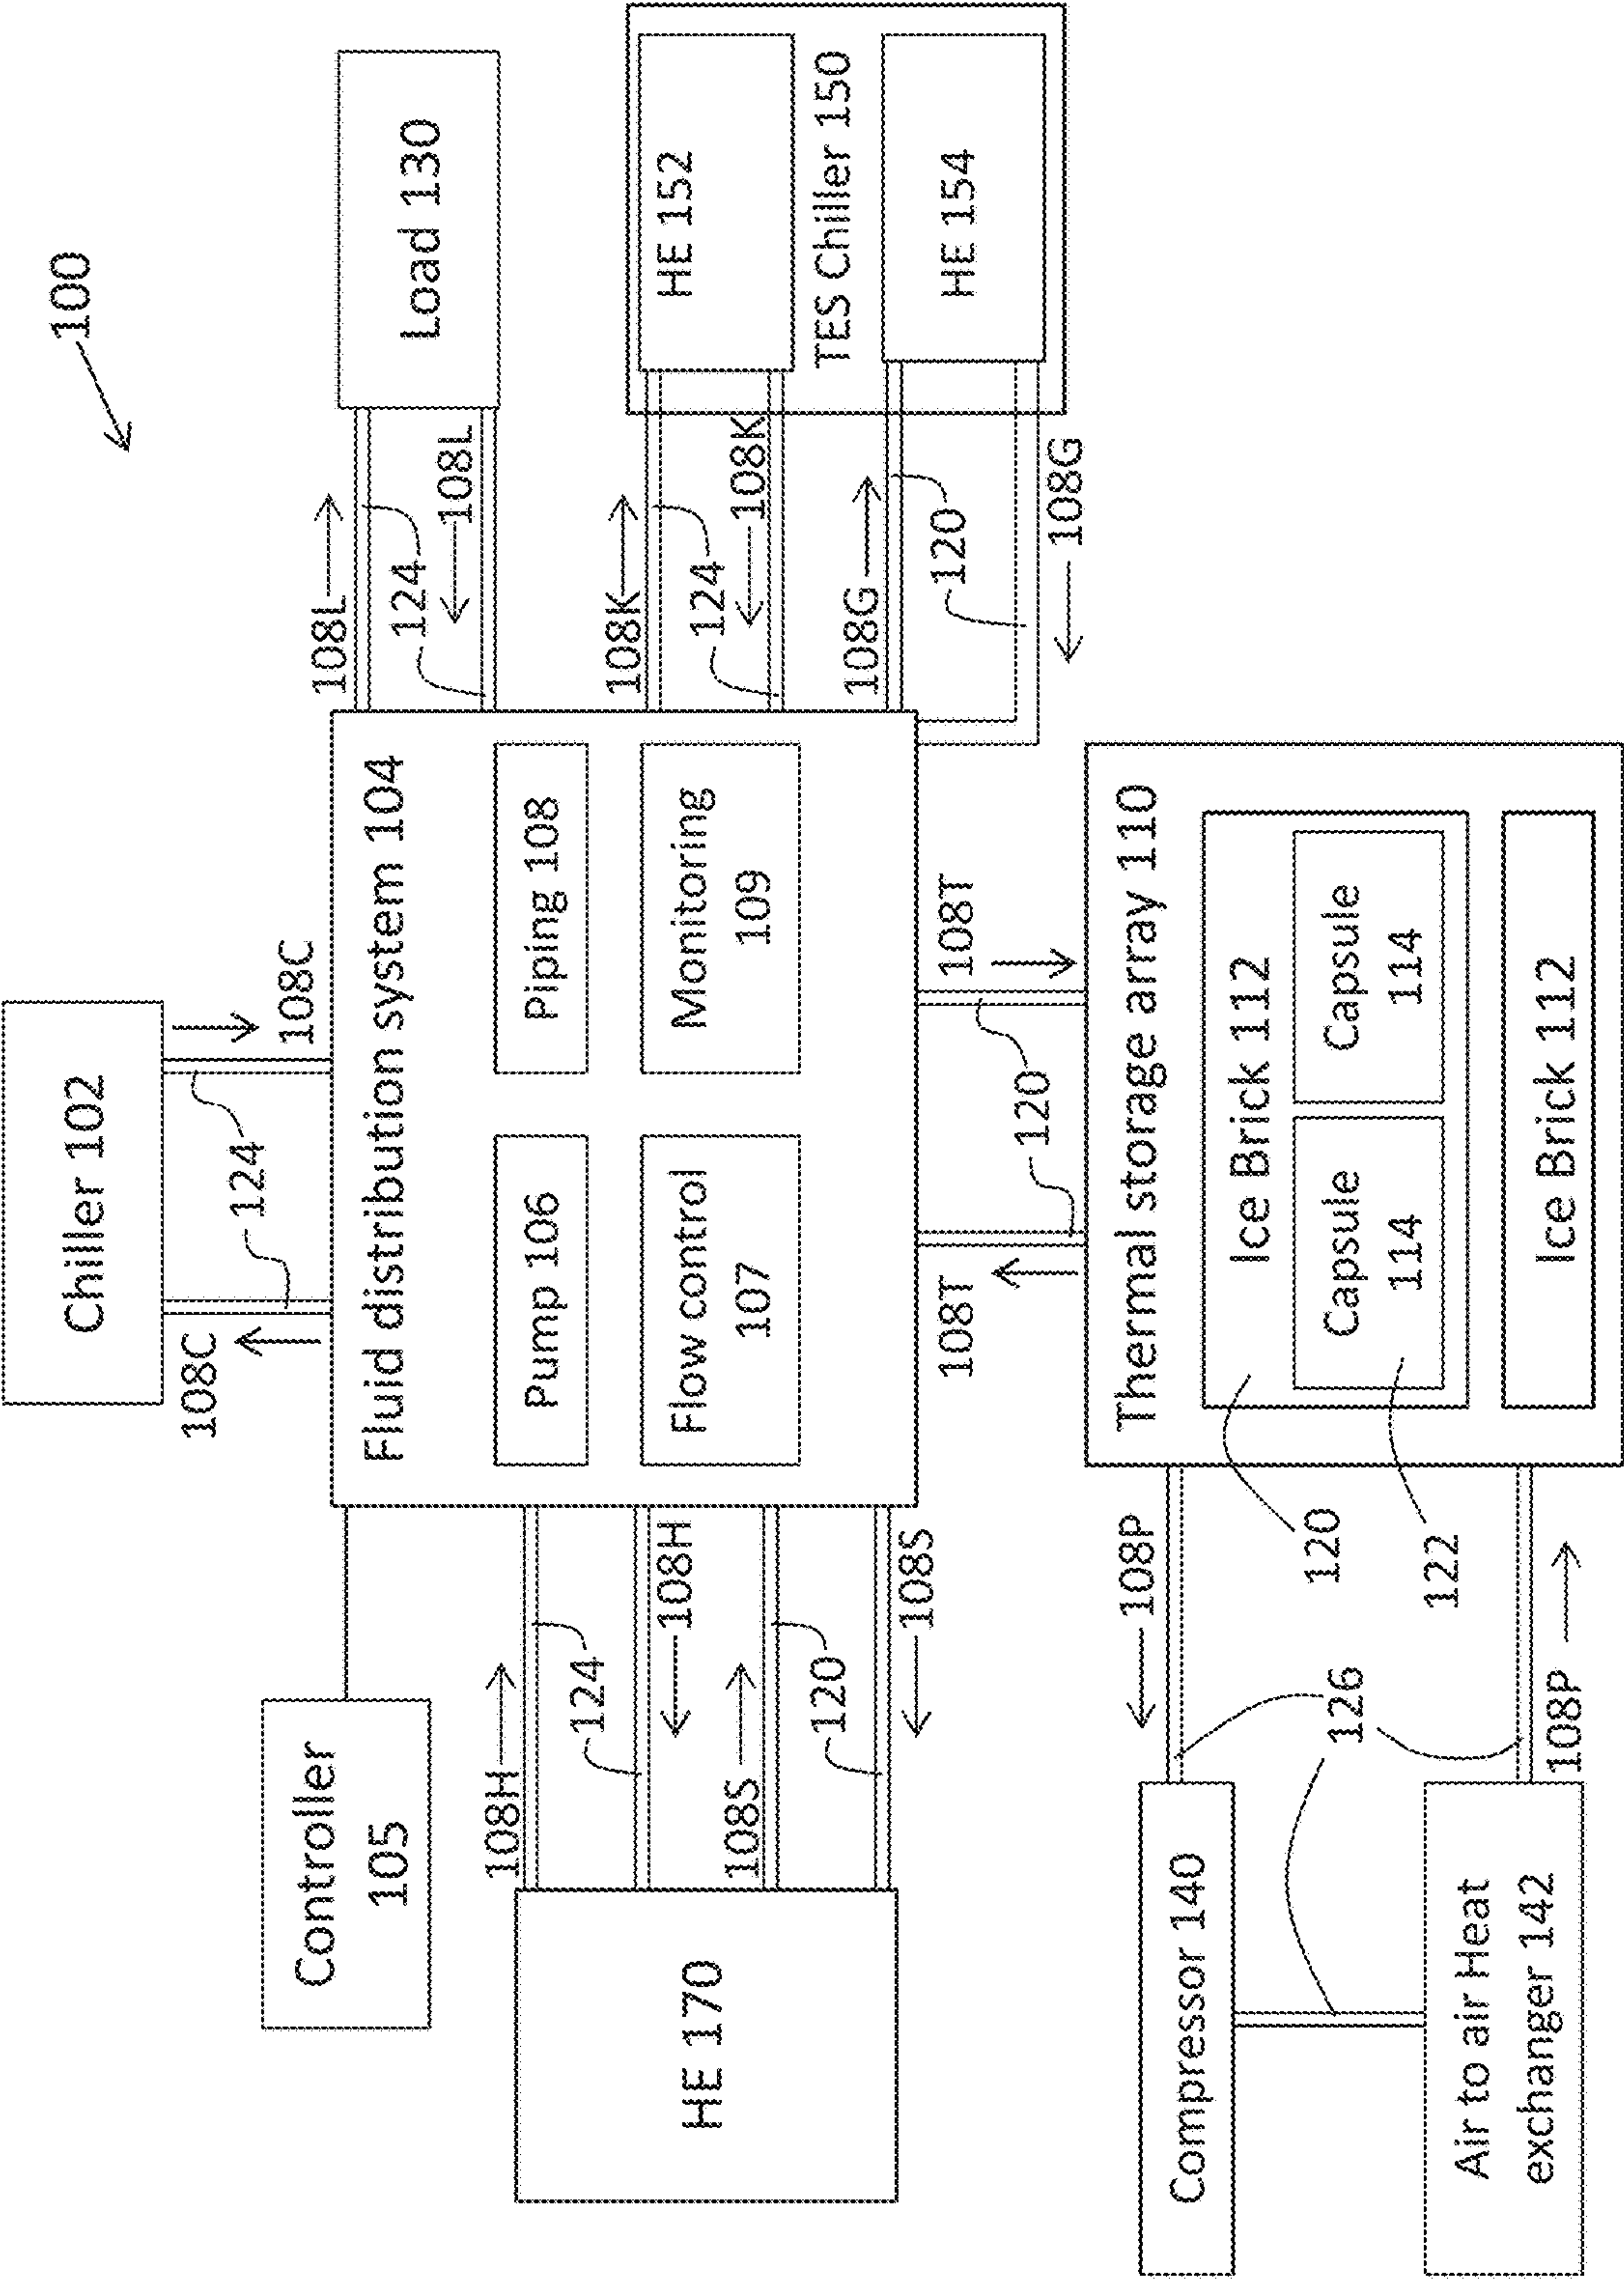 100
Chiller 102
108C
108C
124
Load 130
108L
108L
124
Controller
105
Fluid distribution system 104
Pump 106
Piping 108
Flow control
107
Monitoring
109
HE 170
108H
124
108H
108S
120
108S
108K
124
108K
108G
120
108G
HE 152
TES Chiller 150
HE 154
108T
120
108T
Thermal storage array 110
Ice Brick 112
Capsule
114
Capsule
114
Ice Brick 112
120
122
108P
126
108P
Compressor 140
Air to air Heat
exchanger 142